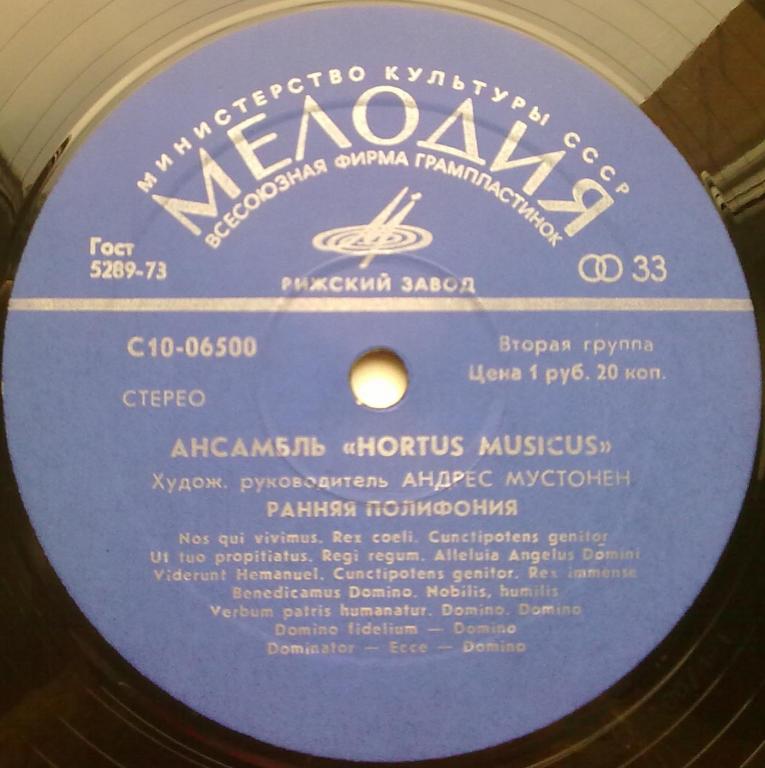 МИНИСТЕРСТВО КУЛЬТУРЫ СССР
МЕЛОДИЯ
ВСЕСОЮЗНАЯ ФИРМА ГРАМПЛАСТИНОК
Гост
5289-73
33
РИЖСКИЙ ЗАВОД
С10-06500
Вторая группа
Цена 1 руб. 20 коп.
СТЕРЕО
АНСАМБЛЬ «HORTUS MUSICUS»
Худож. руководитель АНДРЕС МУСТОНЕН
РАННЯЯ ПОЛИФОНИЯ
Nos qui vivimus. Rex coeli. Cunctipotens genitor
Ut tuo propitiatus. Regi regum. Alleluia Angelus Domini
Viderunt Hemanuel. Cunctipotens genitor. Rex immense
Benedicamus Domino. Nobilis, humilis
Verbum patris humanatur. Domino. Domino
Domino fidelium — Domino
Dominator — Ecce — Domino